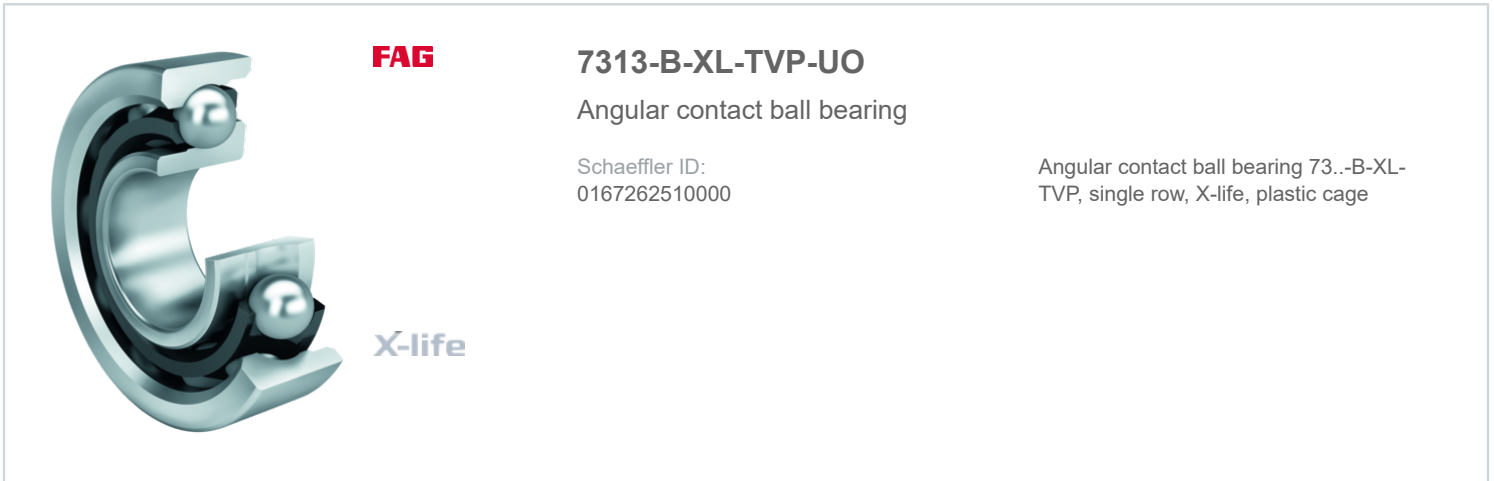 FAG
7313-B-XL-TVP-UO
Angular contact ball bearing
Schaeffler ID:
0167262510000
Angular contact ball bearing 73..-B-XL-
TVP, single row, X-life, plastic cage
X-life